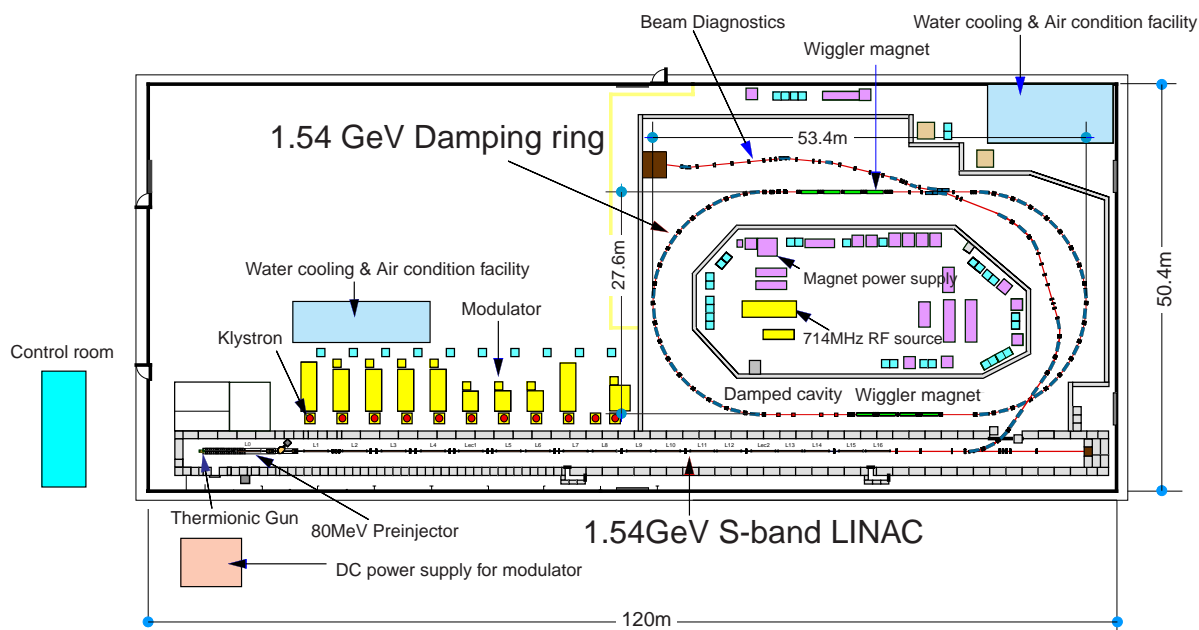 Beam Diagnostics
Water cooling & Air condition facility
Wiggler magnet
1.54 GeV Damping ring
53.4m
Water cooling & Air condition facility
27.6m
Magnet power supply
50.4m
Modulator
Klystron
714MHz RF source
Control room
Damped cavity
Wiggler magnet
L0
L1
L2
L3
L4
Lec1
L5
L6
L7
L8
L9
L10
L11
L12
Lec2
L13
L14
L15
L16
Thermionic Gun
80MeV Preinjector
1.54GeV S-band LINAC
DC power supply for modulator
120m